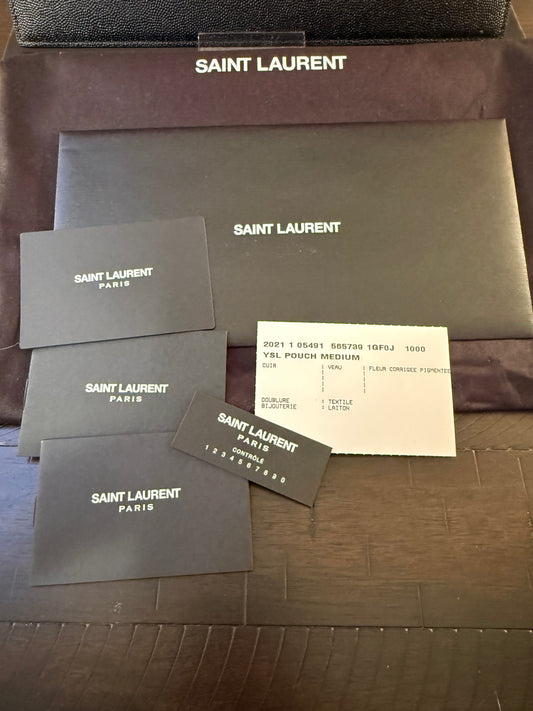 SAINT LAURENT
SAINT LAURENT
SAINT LAURENT
PARIS
2021 1 05491 565739 1GF0J 1000
YSL POUCH MEDIUM
CUIR : VEAU | FLEUR CORRIGEE PIGMENTEE
DOUBLURE : TEXTILE
BIJOUTERIE : LAITON
SAINT LAURENT
PARIS
SAINT LAURENT
PARIS
CONTRÔLE
1 2 3 4 5 6 7 8 9 0
SAINT LAURENT
PARIS